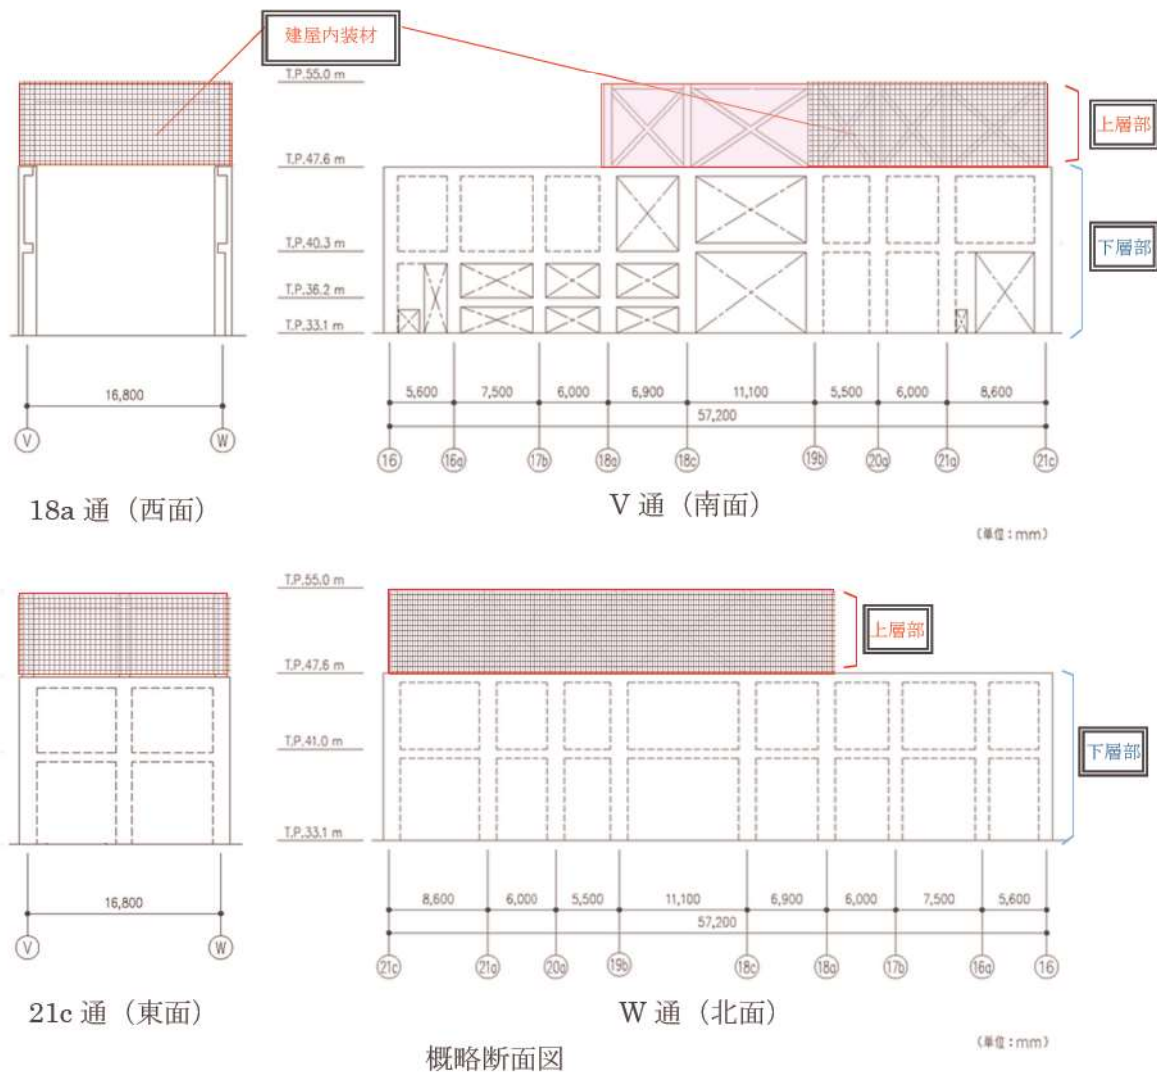 建屋内装材
T.P.55.0 m
上層部
T.P.47.6 m
下層部
T.P.40.3 m
T.P.36.2 m
T.P.33.1 m
16,800
5,600 7,500 6,000 6,900 11,100 5,500 6,000 8,600
57,200
V W
16 16a 17b 18a 18c 19b 20a 21a 21c
18a 通（西面）
V 通（南面）
（単位：mm）
T.P.55.0 m
上層部
T.P.47.6 m
下層部
T.P.41.0 m
T.P.33.1 m
16,800
8,600 6,000 5,500 11,100 6,900 6,000 7,500 5,600
57,200
V W
21c 21a 20a 19b 18c 18a 17b 16a 16
21c 通（東面）
W 通（北面）
（単位：mm）
概略断面図